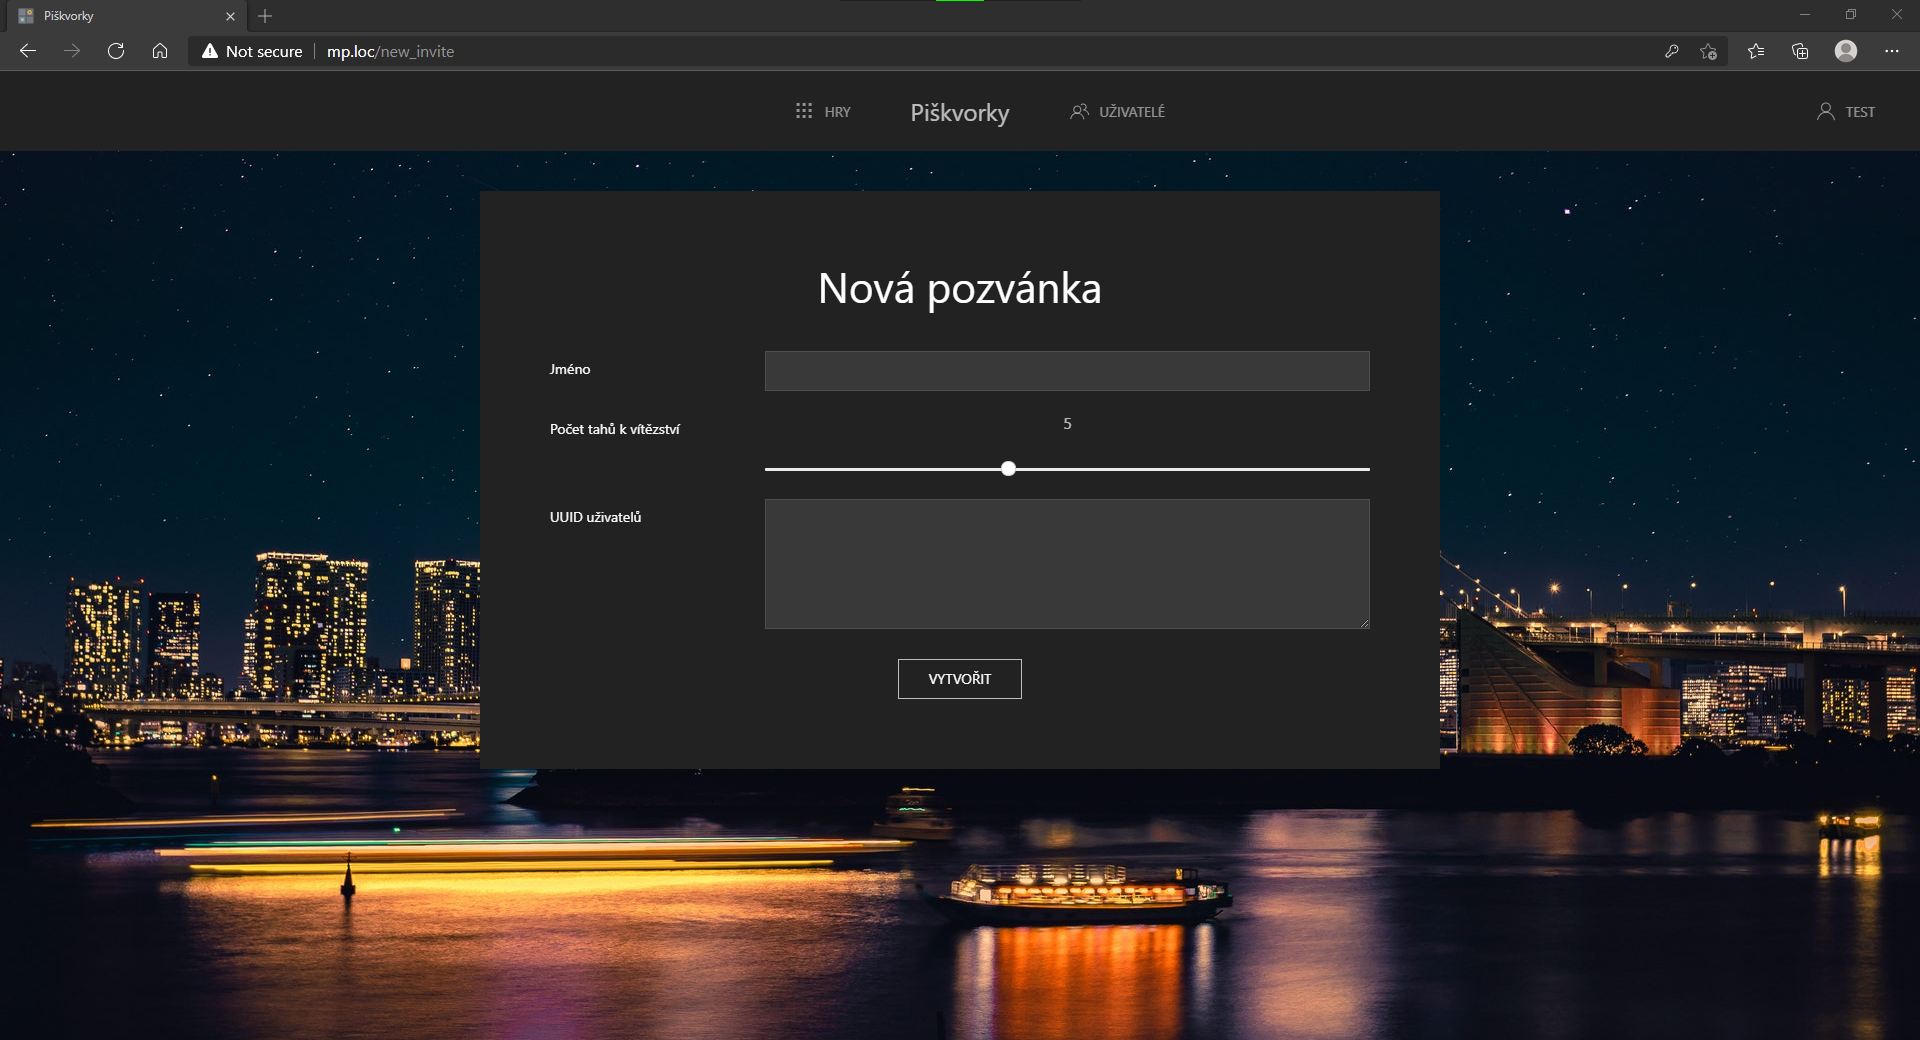 Piškvorky
Not secure
mp.loc/new_invite
HRY
Piškvorky
UŽIVATELÉ
TEST
Nová pozvánka
Jméno
Počet tahů k vítězství
5
UUID uživatelů
VYTVOŘIT